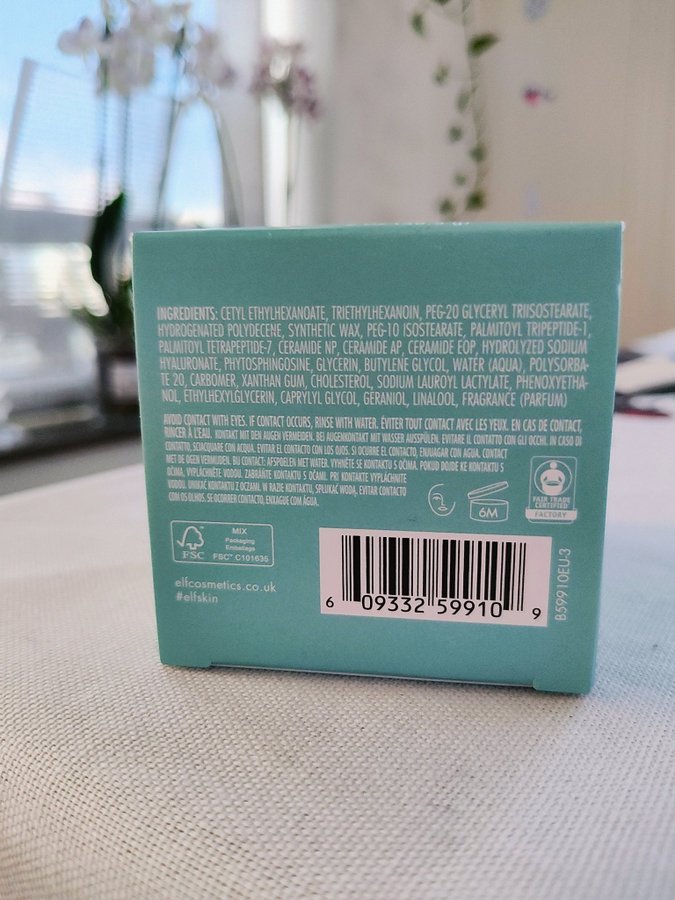 INGREDIENTS: CETYL ETHYLHEXANOATE, TRIETHYLHEXANOIN, PEG-20 GLYCERYL TRIISOSTEARATE,
HYDROGENATED POLYDECENE, SYNTHETIC WAX, PEG-10 ISOSTEARATE, PALMITOYL TRIPEPTIDE-1,
PALMITOYL TETRAPEPTIDE-7, CERAMIDE NP, CERAMIDE AP, CERAMIDE EOP, HYDROLYZED SODIUM
HYALURONATE, PHYTOSPHINGOSINE, GLYCERIN, BUTYLENE GLYCOL, WATER (AQUA), POLYSORBA-
TE 20, CARBOMER, XANTHAN GUM, CHOLESTEROL, SODIUM LAUROYL LACTYLATE, PHENOXYETHA-
NOL, ETHYLHEXYLGLYCERIN, CAPRYLYL GLYCOL, GERANIOL, LINALOOL, FRAGRANCE (PARFUM)
AVOID CONTACT WITH EYES. IF CONTACT OCCURS, RINSE WITH WATER. ÉVITER TOUT CONTACT AVEC LES YEUX. EN CAS DE CONTACT,
RINCER À L'EAU. KONTAKT MIT DEN AUGEN VERMEIDEN. BEI AUGENKONTAKT MIT WASSER AUSSPÜLEN. EVITARE IL CONTATTO CON GLI OCCHI. IN CASO DI
CONTATTO, SCIACQUARE CON ACQUA. EVITAR EL CONTACTO CON LOS OJOS. SI OCURRE EL CONTACTO, ENJUAGAR CON AGUA. CONTACT
MET DE OGEN VERMIJDEN. BIJ CONTACT: AFSPOELEN MET WATER. VYHNĚTE SE KONTAKTU S OČIMA. POKUD DOJDE KE KONTAKTU S
OČIMA, VYPLÁCHNĚTE VODOU. ZABRÁŇTE KONTAKTU S OČAMI. PRI KONTAKTE VYPLÁCHNITE
VODOU. UNIKAĆ KONTAKTU Z OCZAMI. W RAZIE KONTAKTU, SPŁUKAĆ WODĄ. EVITAR CONTACTO
COM OS OLHOS. SE OCORRER CONTACTO, ENXAGUE COM ÁGUA.
6M
FAIR TRADE
CERTIFIED
FACTORY
FSC
MIX
Packaging
Emballage
FSC™ C101635
elfcosmetics.co.uk
#elfskin
6 09332 59910 9
B59910EU-3